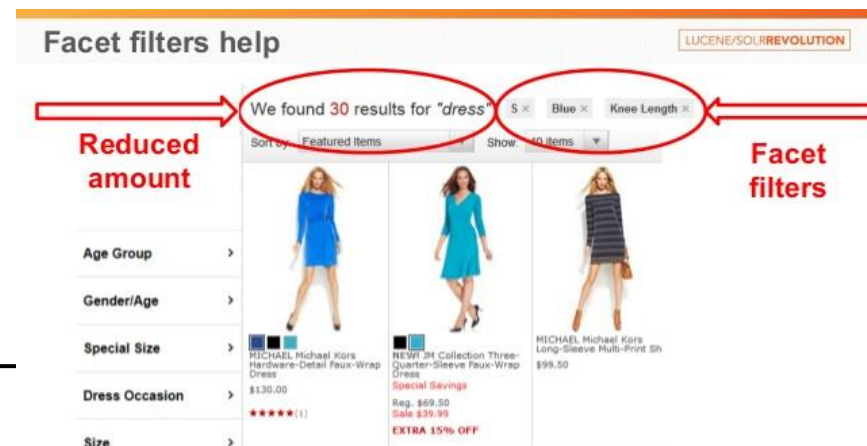 Facet filters help
LUCENE/SOLRREVOLUTION
We found 30 results for "dress"
S × Blue × Knee Length ×
Reduced
amount
Facet
filters
Sort by: Featured Items
Show: 40 Items
Age Group >
Gender/Age >
Special Size >
Dress Occasion >
Size >
MICHAEL Michael Kors
Hardware-Detail Faux-Wrap
Dress
$130.00
★★★★★(1)
NEW! JM Collection Three-
Quarter-Sleeve Faux-Wrap
Dress
Special Savings
Reg. $69.50
Sale $39.99
EXTRA 15% OFF
MICHAEL Michael Kors
Long-Sleeve Multi-Print Sh
$99.50